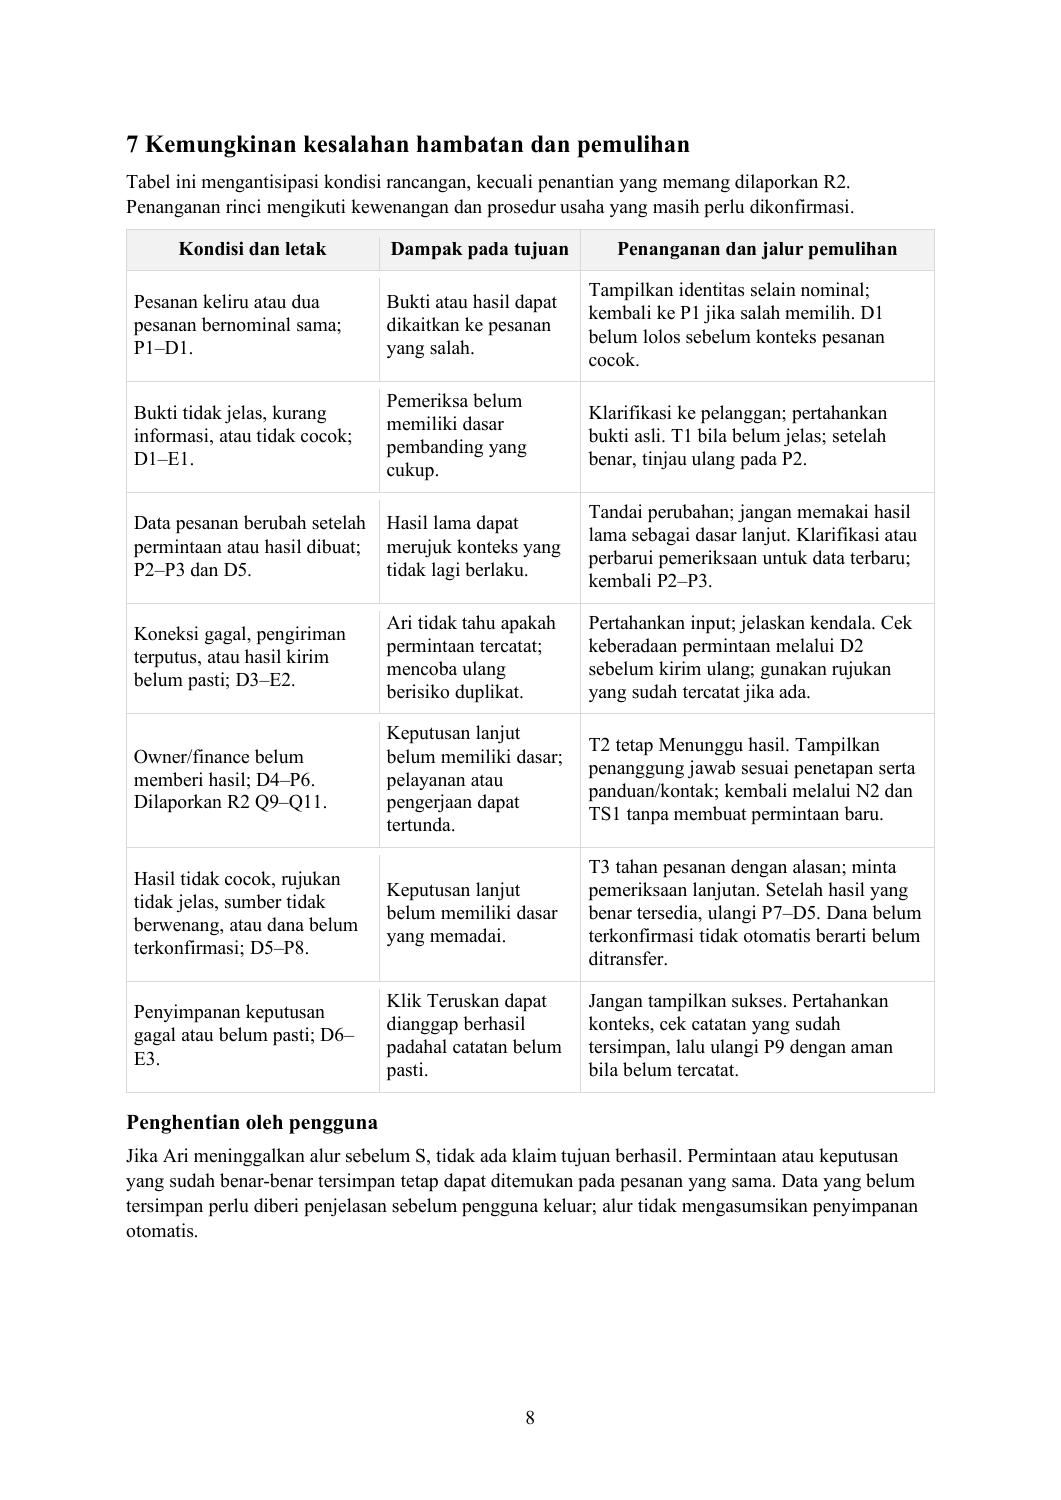 7 Kemungkinan kesalahan hambatan dan pemulihan
Tabel ini mengantisipasi kondisi rancangan, kecuali penantian yang memang dilaporkan R2.
Penanganan rinci mengikuti kewenangan dan prosedur usaha yang masih perlu dikonfirmasi.
Kondisi dan letak
Dampak pada tujuan
Penanganan dan jalur pemulihan
Pesanan keliru atau dua
pesanan bernominal sama;
P1–D1.
Bukti atau hasil dapat
dikaitkan ke pesanan
yang salah.
Tampilkan identitas selain nominal;
kembali ke P1 jika salah memilih. D1
belum lolos sebelum konteks pesanan
cocok.
Bukti tidak jelas, kurang
informasi, atau tidak cocok;
D1–E1.
Pemeriksa belum
memiliki dasar
pembanding yang
cukup.
Klarifikasi ke pelanggan; pertahankan
bukti asli. T1 bila belum jelas; setelah
benar, tinjau ulang pada P2.
Data pesanan berubah setelah
permintaan atau hasil dibuat;
P2–P3 dan D5.
Hasil lama dapat
merujuk konteks yang
tidak lagi berlaku.
Tandai perubahan; jangan memakai hasil
lama sebagai dasar lanjut. Klarifikasi atau
perbarui pemeriksaan untuk data terbaru;
kembali P2–P3.
Koneksi gagal, pengiriman
terputus, atau hasil kirim
belum pasti; D3–E2.
Ari tidak tahu apakah
permintaan tercatat;
mencoba ulang
berisiko duplikat.
Pertahankan input; jelaskan kendala. Cek
keberadaan permintaan melalui D2
sebelum kirim ulang; gunakan rujukan
yang sudah tercatat jika ada.
Owner/finance belum
memberi hasil; D4–P6.
Dilaporkan R2 Q9–Q11.
Keputusan lanjut
belum memiliki dasar;
pelayanan atau
pengerjaan dapat
tertunda.
T2 tetap Menunggu hasil. Tampilkan
penanggung jawab sesuai penetapan serta
panduan/kontak; kembali melalui N2 dan
TS1 tanpa membuat permintaan baru.
Hasil tidak cocok, rujukan
tidak jelas, sumber tidak
berwenang, atau dana belum
terkonfirmasi; D5–P8.
Keputusan lanjut
belum memiliki dasar
yang memadai.
T3 tahan pesanan dengan alasan; minta
pemeriksaan lanjutan. Setelah hasil yang
benar tersedia, ulangi P7–D5. Dana belum
terkonfirmasi tidak otomatis berarti belum
ditransfer.
Penyimpanan keputusan
gagal atau belum pasti; D6–
E3.
Klik Teruskan dapat
dianggap berhasil
padahal catatan belum
pasti.
Jangan tampilkan sukses. Pertahankan
konteks, cek catatan yang sudah
tersimpan, lalu ulangi P9 dengan aman
bila belum tercatat.
Penghentian oleh pengguna
Jika Ari meninggalkan alur sebelum S, tidak ada klaim tujuan berhasil. Permintaan atau keputusan
yang sudah benar-benar tersimpan tetap dapat ditemukan pada pesanan yang sama. Data yang belum
tersimpan perlu diberi penjelasan sebelum pengguna keluar; alur tidak mengasumsikan penyimpanan
otomatis.
8